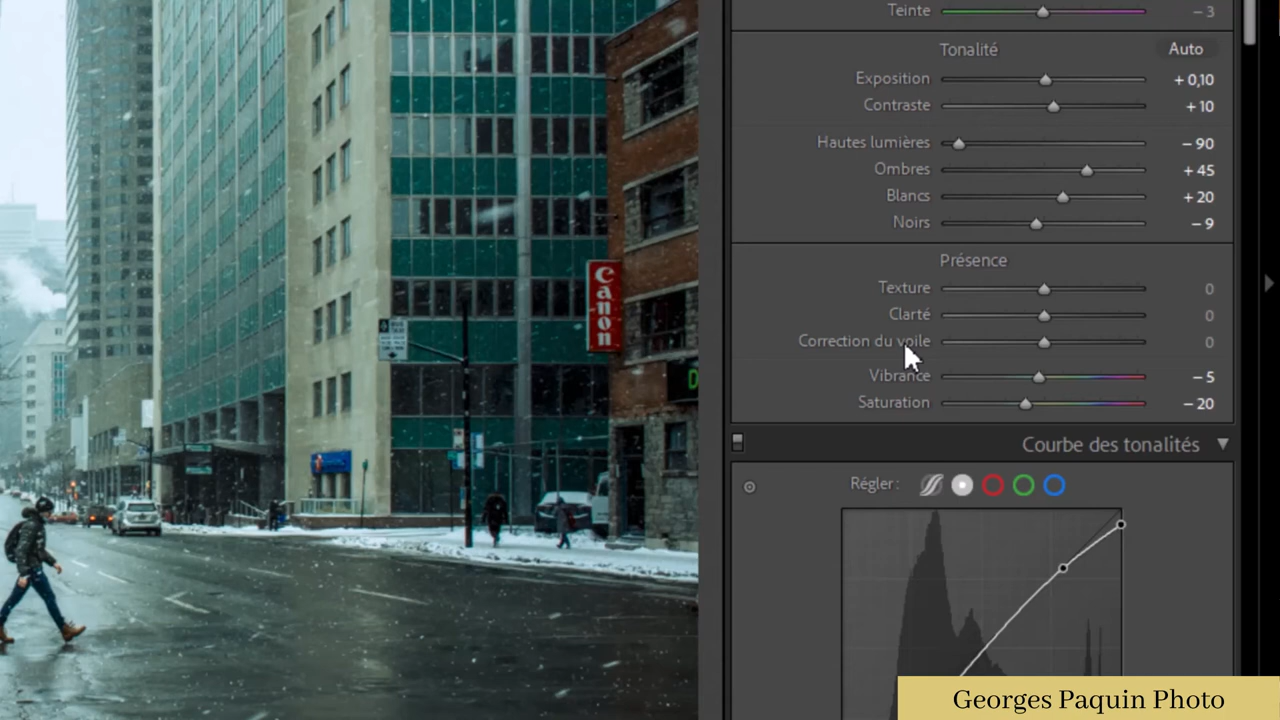 Teinte
− 3
Tonalité
Auto
Exposition
+ 0,10
Contraste
+ 10
Hautes lumières
− 90
Ombres
+ 45
Blancs
+ 20
Noirs
− 9
Présence
Texture
0
Clarté
0
Correction du voile
0
Vibrance
− 5
Saturation
− 20
Courbe des tonalités
Régler :
Canon
D
Georges Paquin Photo